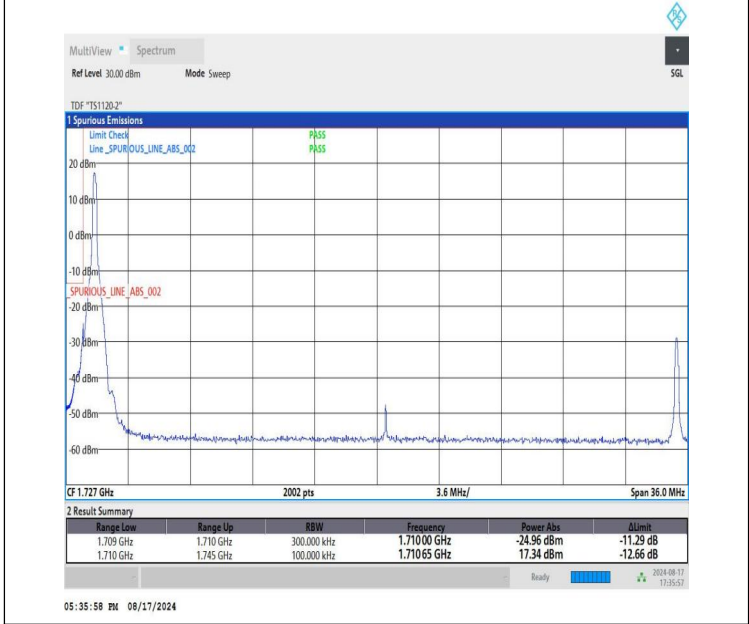 R S
MultiView Spectrum
Ref Level 30.00 dBm Mode Sweep SGL
TDF "TS1120-2"
1 Spurious Emissions
Limit Check PASS
Line _SPURIOUS_LINE_ABS_002 PASS
20 dBm
10 dBm
0 dBm
-10 dBm
_SPURIOUS_LINE_ABS_002
-20 dBm
-30 dBm
-40 dBm
-50 dBm
-60 dBm
CF 1.727 GHz 2002 pts 3.6 MHz/ Span 36.0 MHz
2 Result Summary
Range Low Range Up RBW Frequency Power Abs ΔLimit
1.709 GHz 1.710 GHz 300.000 kHz 1.71000 GHz -24.96 dBm -11.29 dB
1.710 GHz 1.745 GHz 100.000 kHz 1.71065 GHz 17.34 dBm -12.66 dB
Ready 2024-08-17
17:35:57
05:35:58 PM 08/17/2024